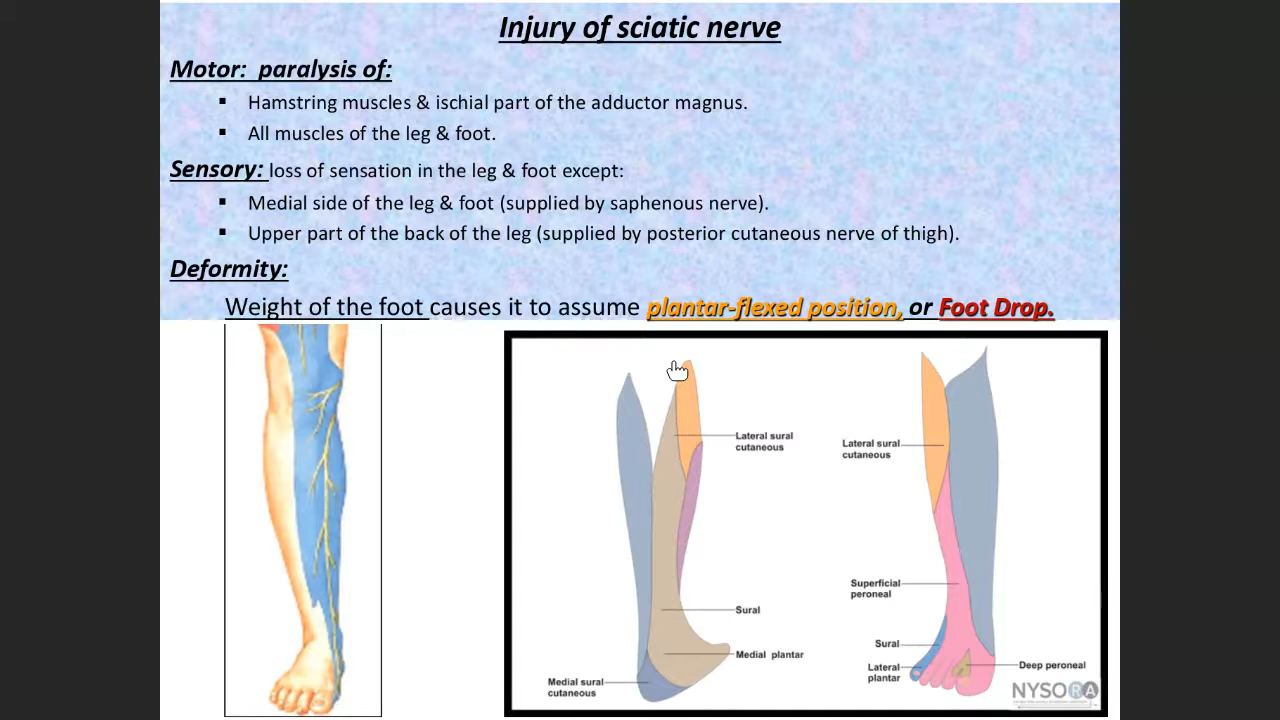 Injury of sciatic nerve
Motor: paralysis of:
▪ Hamstring muscles & ischial part of the adductor magnus.
▪ All muscles of the leg & foot.
Sensory: loss of sensation in the leg & foot except:
▪ Medial side of the leg & foot (supplied by saphenous nerve).
▪ Upper part of the back of the leg (supplied by posterior cutaneous nerve of thigh).
Deformity:
Weight of the foot causes it to assume plantar-flexed position, or Foot Drop.
Lateral sural
cutaneous
Sural
Medial plantar
Medial sural
cutaneous
Lateral sural
cutaneous
Superficial
peroneal
Sural
Lateral
plantar
Deep peroneal
NYSORA